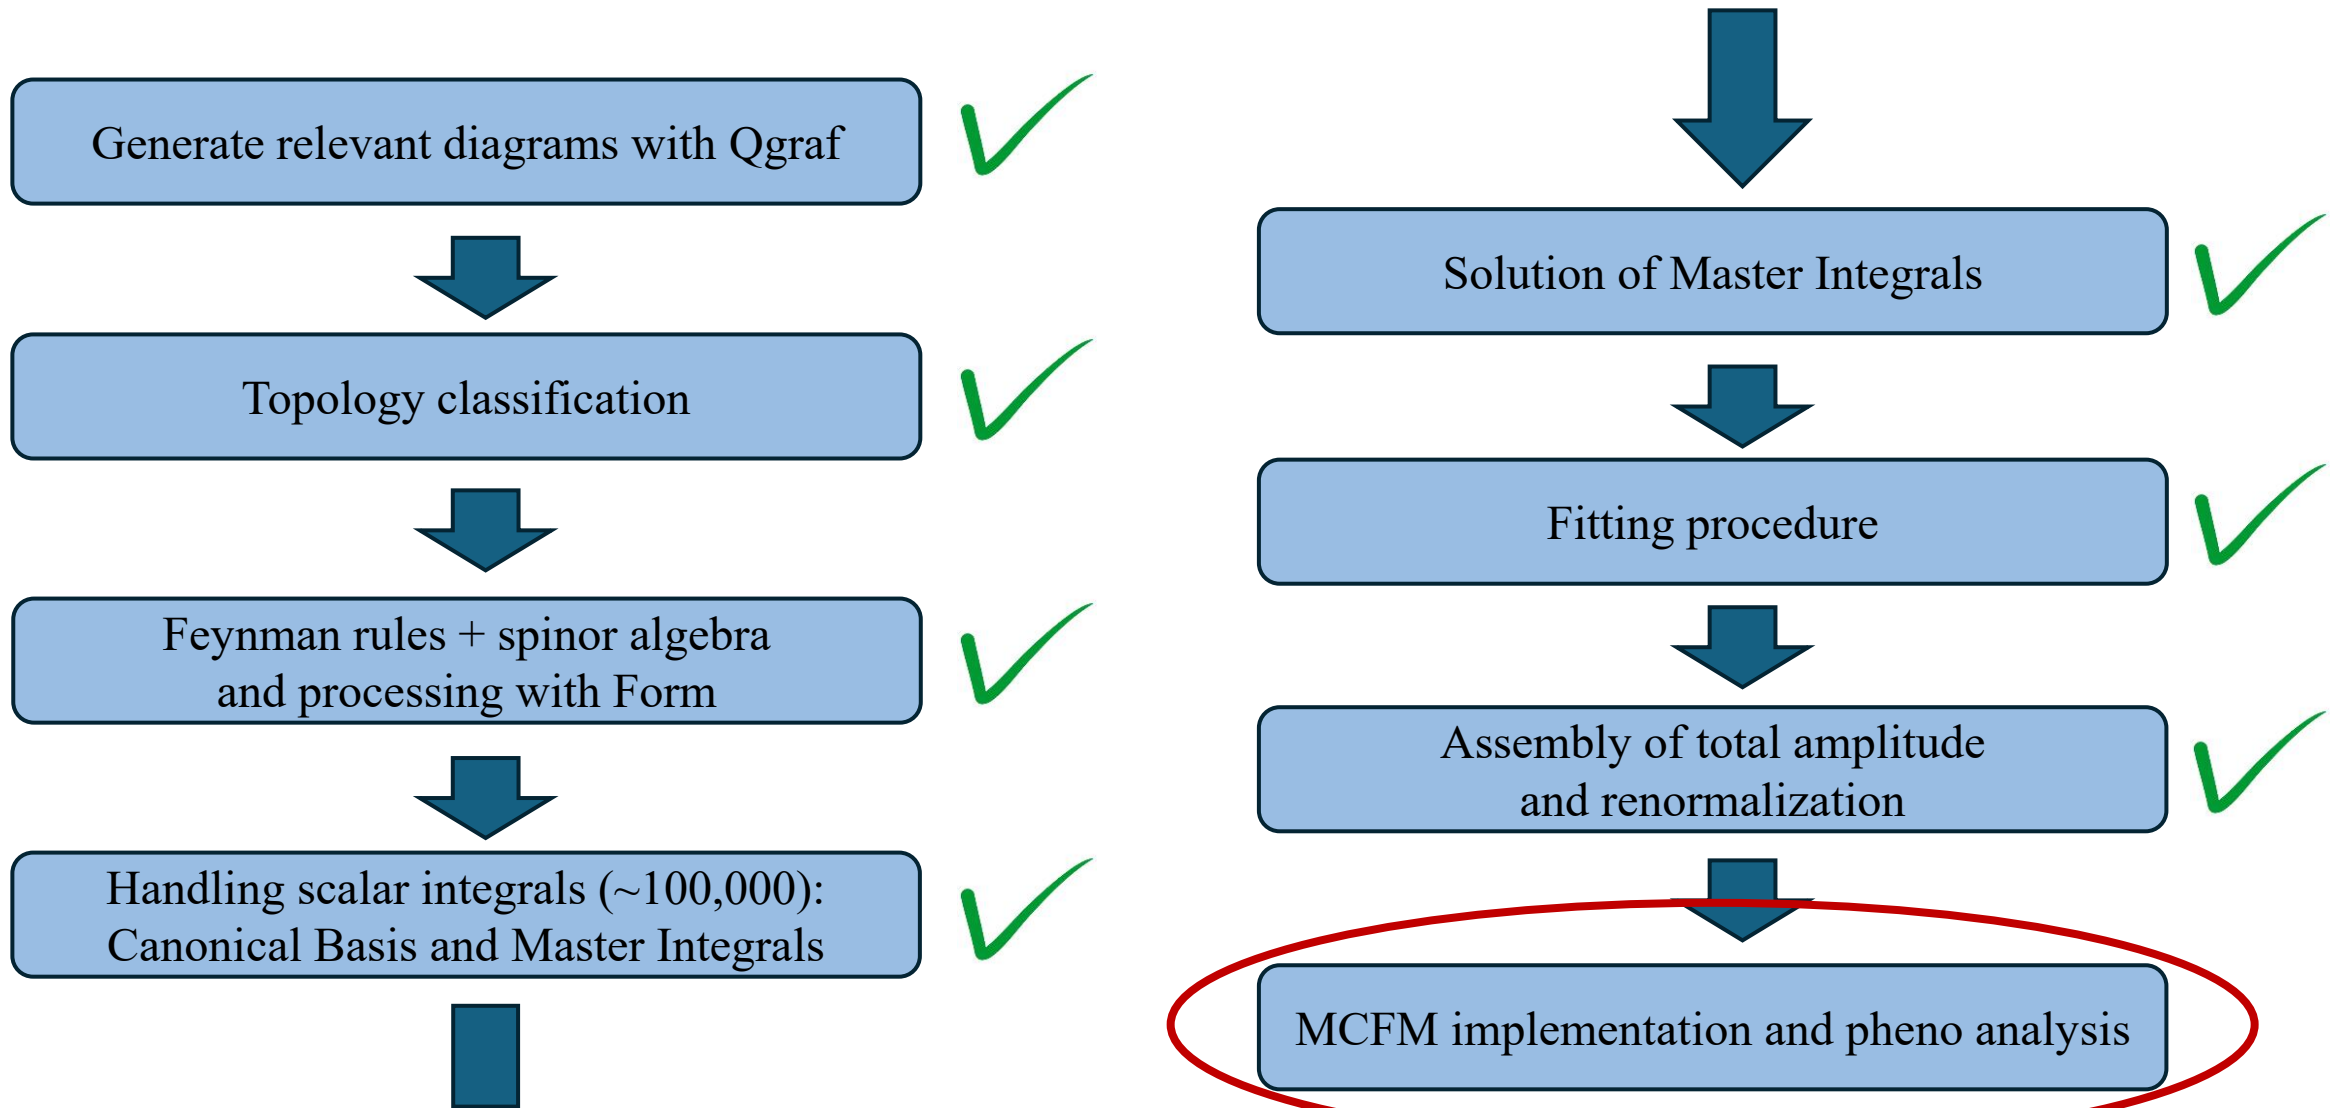 Generate relevant diagrams with Qgraf
Topology classification
Feynman rules + spinor algebra
and processing with Form
Handling scalar integrals (~100,000):
Canonical Basis and Master Integrals
Solution of Master Integrals
Fitting procedure
Assembly of total amplitude
and renormalization
MCFM implementation and pheno analysis